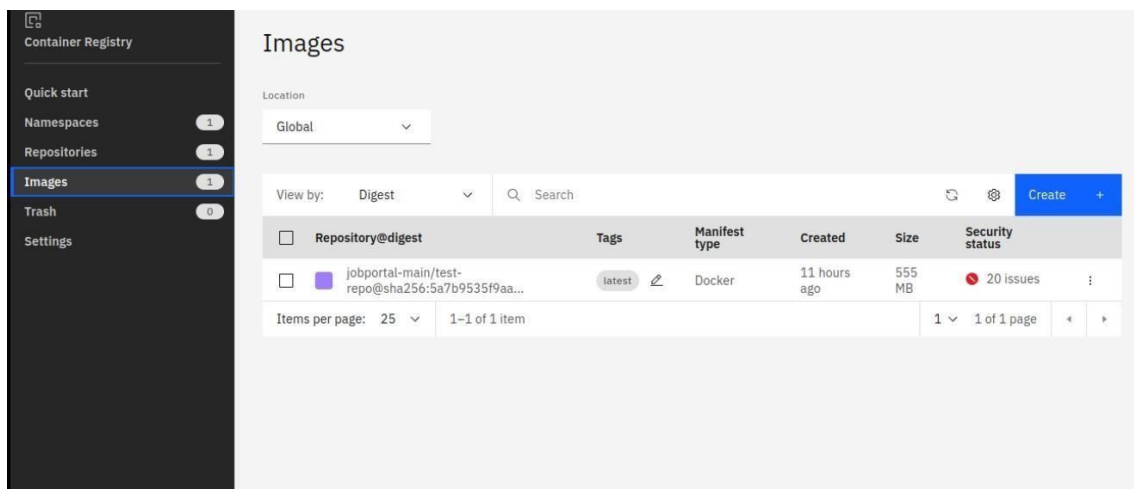 Container Registry
Quick start
Namespaces 1
Repositories 1
Images 1
Trash 0
Settings
Images
Location
Global
View by: Digest Search Create +
Repository@digest Tags Manifest type Created Size Security status
jobportal-main/test-
repo@sha256:5a7b9535f9aa... latest Docker 11 hours ago 555 MB 20 issues
Items per page: 25 1–1 of 1 item 1 1 of 1 page